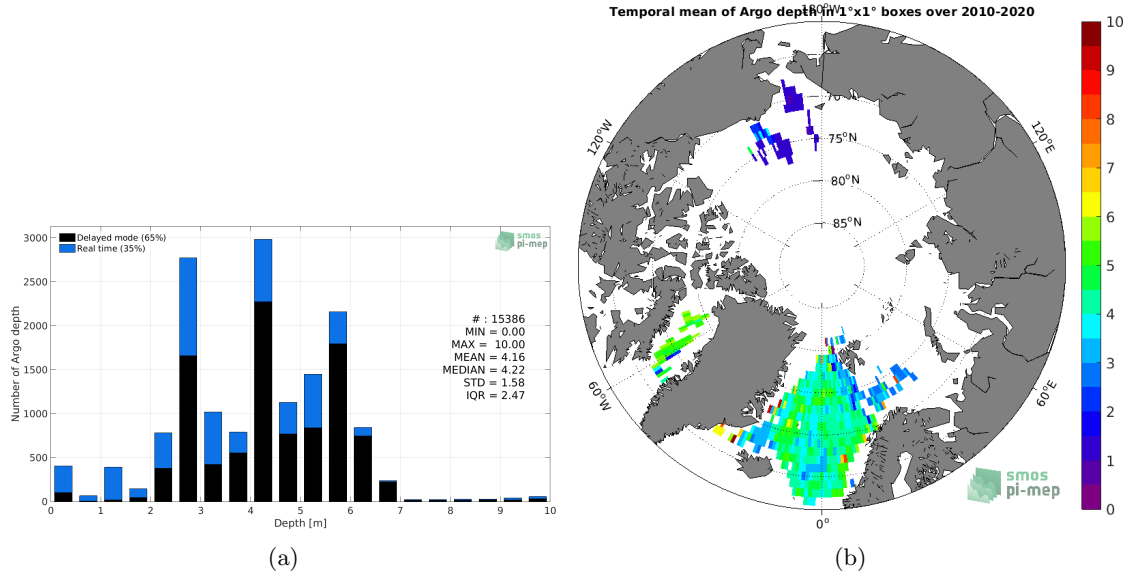 Delayed mode (65%)
Real time (35%)
smos
pi-mep
Number of Argo depth
3000
2500
2000
1500
1000
500
0
# : 15386
MIN = 0.00
MAX = 10.00
MEAN = 4.16
MEDIAN = 4.22
STD = 1.58
IQR = 2.47
0 1 2 3 4 5 6 7 8 9 10
Depth [m]
(a)
Temporal mean of Argo depth in 1°x1° boxes over 2010-2020
180°W
120°W
120°E
70°N
75°N
80°N
85°N
60°W
60°E
0°
smos
pi-mep
10
9
8
7
6
5
4
3
2
1
0
(b)